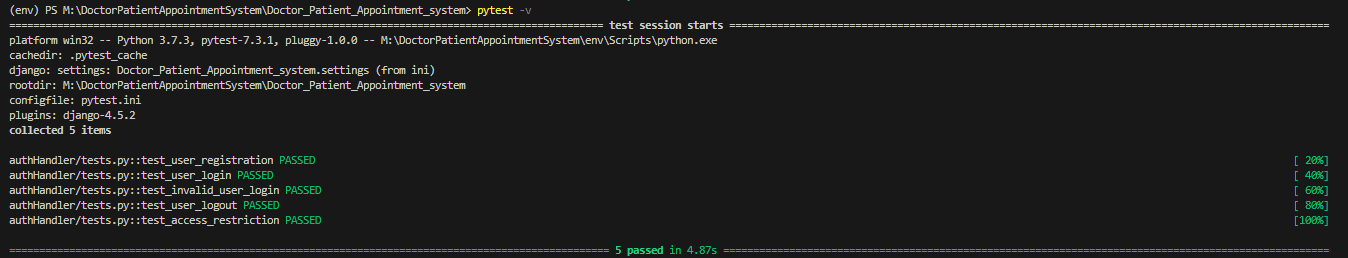 (env) PS M:\DoctorPatientAppointmentSystem\Doctor_Patient_Appointment_system> pytest -v
test session starts
platform win32 -- Python 3.7.3, pytest-7.3.1, pluggy-1.0.0 -- M:\DoctorPatientAppointmentSystem\env\Scripts\python.exe
cachedir: .pytest_cache
django: settings: Doctor_Patient_Appointment_system.settings (from ini)
rootdir: M:\DoctorPatientAppointmentSystem\Doctor_Patient_Appointment_system
configfile: pytest.ini
plugins: django-4.5.2
collected 5 items
authHandler/tests.py::test_user_registration PASSED [ 20%]
authHandler/tests.py::test_user_login PASSED [ 40%]
authHandler/tests.py::test_invalid_user_login PASSED [ 60%]
authHandler/tests.py::test_user_logout PASSED [ 80%]
authHandler/tests.py::test_access_restriction PASSED [100%]
5 passed in 4.87s